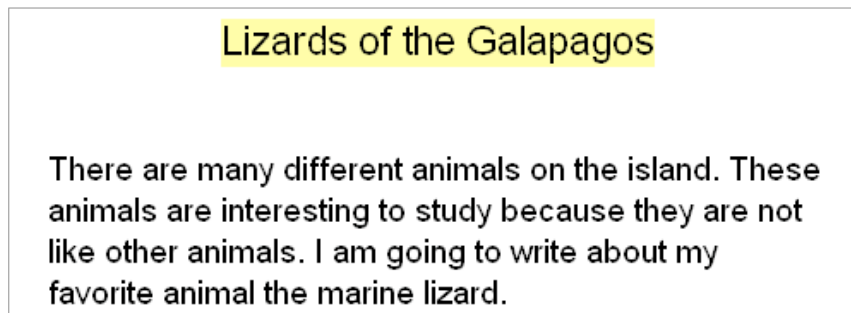 Lizards of the Galapagos
There are many different animals on the island. These
animals are interesting to study because they are not
like other animals. I am going to write about my
favorite animal the marine lizard.